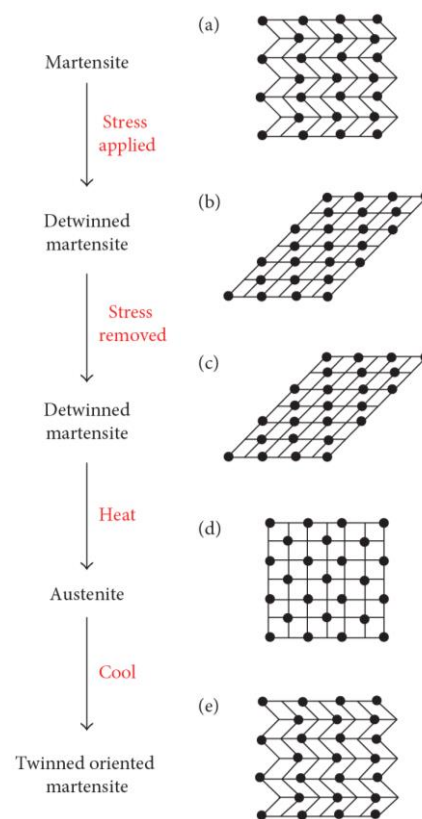 (a)
Martensite
Stress
applied
(b)
Detwinned
martensite
Stress
removed
(c)
Detwinned
martensite
Heat
(d)
Austenite
Cool
(e)
Twinned oriented
martensite